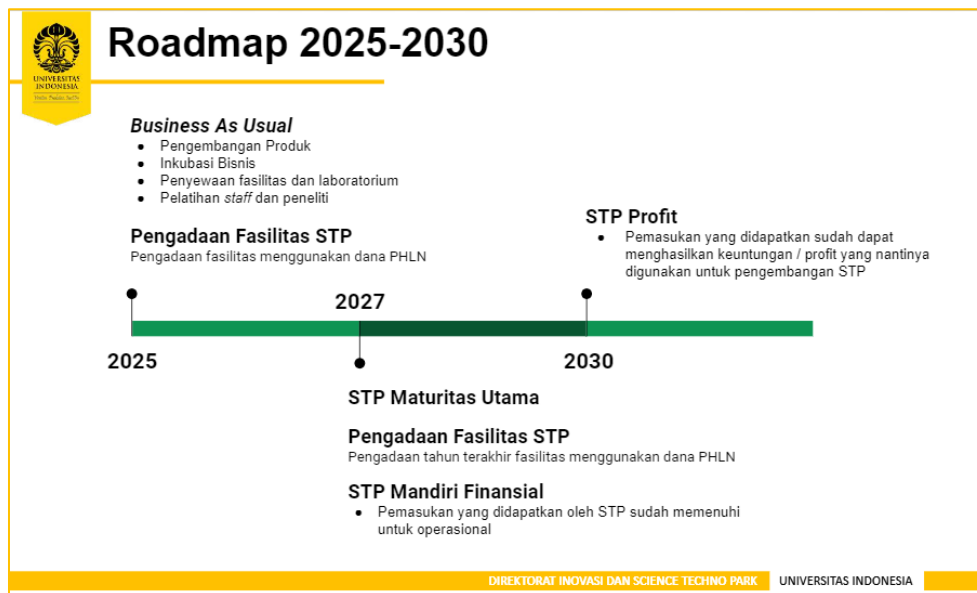 Roadmap 2025-2030
UNIVERSITAS
INDONESIA
Business As Usual
• Pengembangan Produk
• Inkubasi Bisnis
• Penyewaan fasilitas dan laboratorium
• Pelatihan staff dan peneliti
Pengadaan Fasilitas STP
Pengadaan fasilitas menggunakan dana PHLN
STP Profit
• Pemasukan yang didapatkan sudah dapat
menghasilkan keuntungan / profit yang nantinya
digunakan untuk pengembangan STP
2027
2025
2030
STP Maturitas Utama
Pengadaan Fasilitas STP
Pengadaan tahun terakhir fasilitas menggunakan dana PHLN
STP Mandiri Finansial
• Pemasukan yang didapatkan oleh STP sudah memenuhi
untuk operasional
DIREKTORAT INOVASI DAN SCIENCE TECHNO PARK
UNIVERSITAS INDONESIA